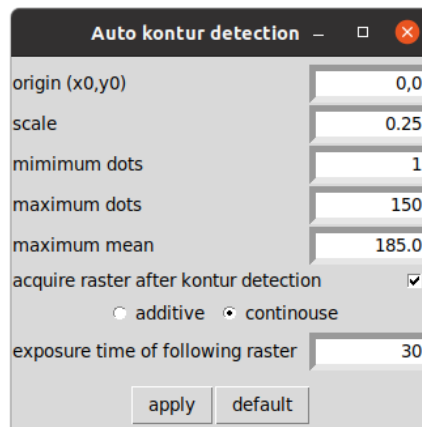 Auto kontur detection
origin (x0,y0) 0,0
scale 0.25
mimimum dots 1
maximum dots 150
maximum mean 185.0
acquire raster after kontur detection
additive continouse
exposure time of following raster 30
apply default